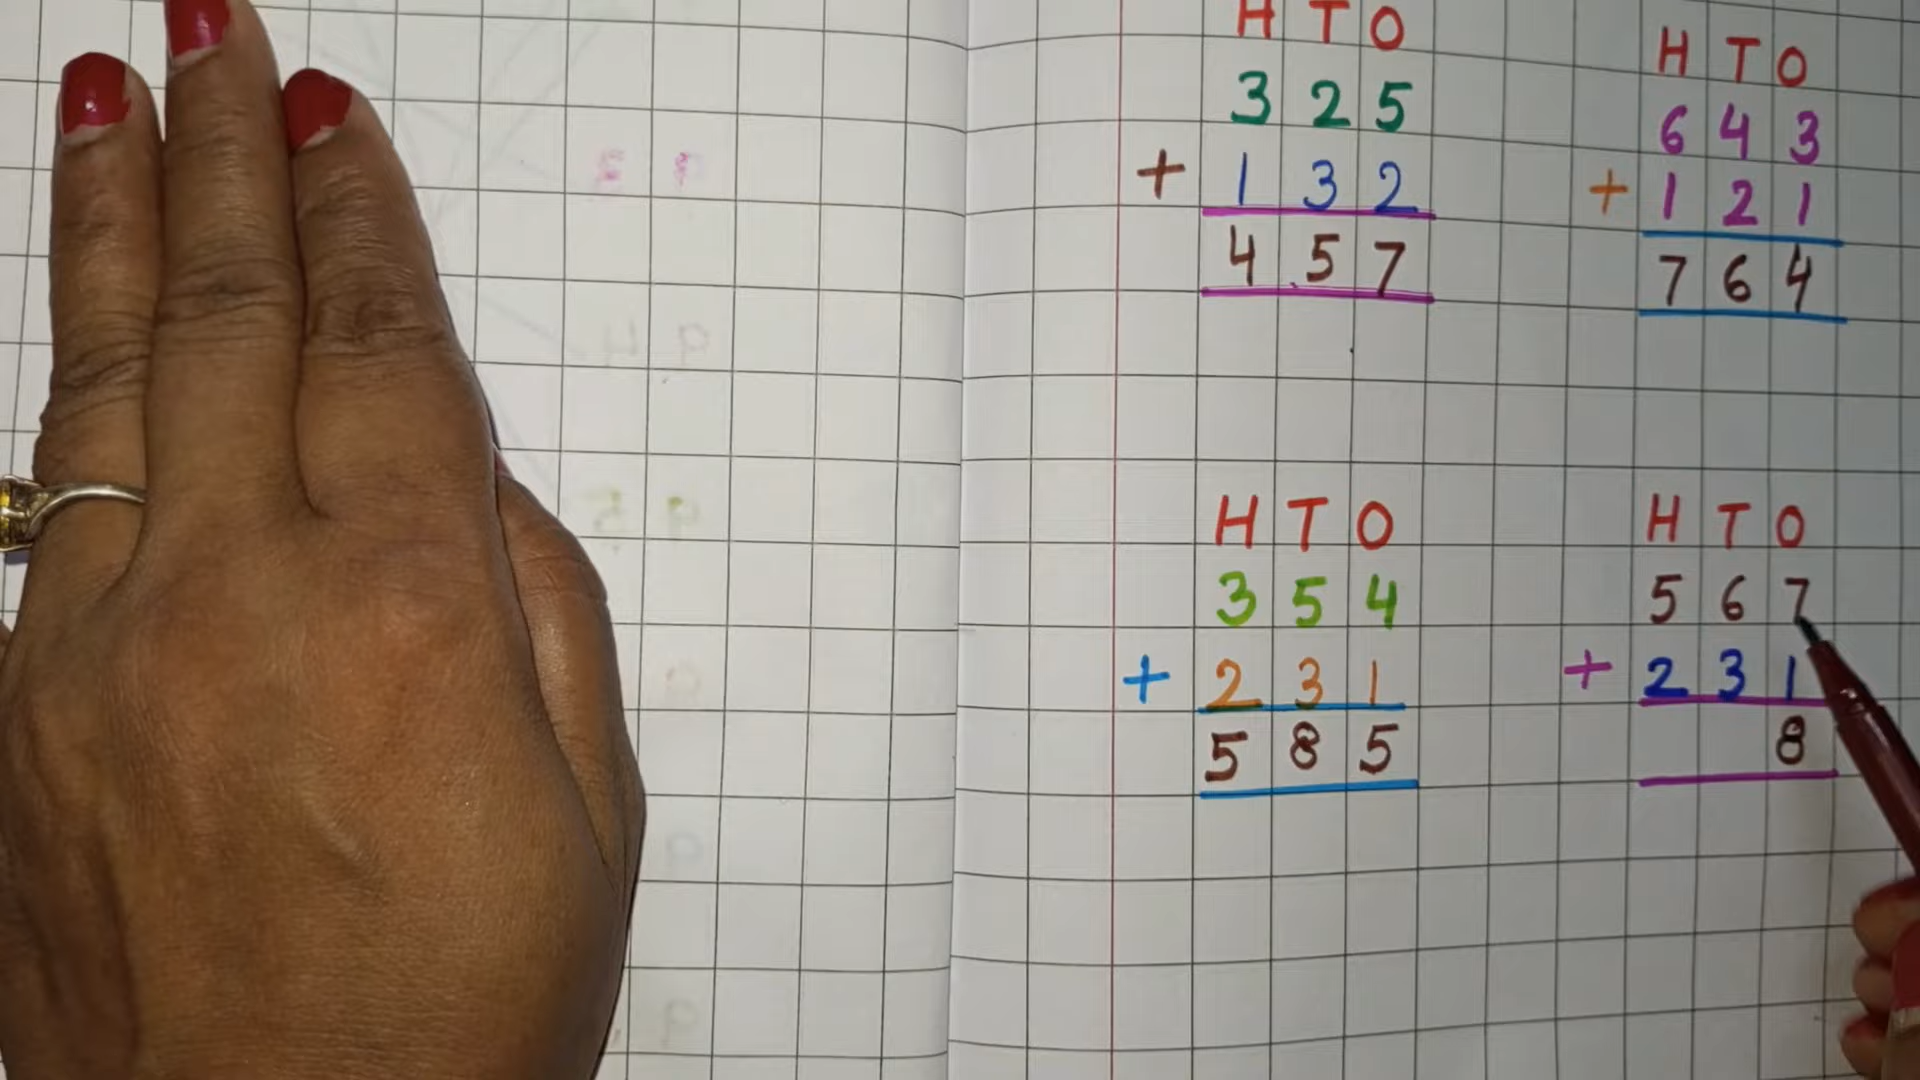 H T O
3 2 5
+ 1 3 2
4 5 7
H T O
6 4 3
+ 1 2 1
7 6 4
H T O
3 5 4
+ 2 3 1
5 8 5
H T O
5 6 7
+ 2 3 1
8